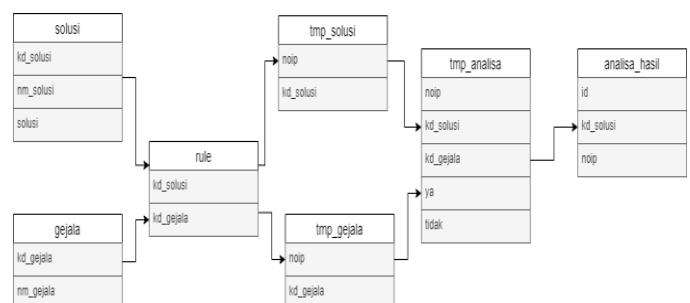 solusi
kd_solusi
nm_solusi
solusi
gejala
kd_gejala
nm_gejala
rule
kd_solusi
kd_gejala
tmp_solusi
noip
kd_solusi
tmp_gejala
noip
kd_gejala
tmp_analisa
noip
kd_solusi
kd_gejala
ya
tidak
analisa_hasil
id
kd_solusi
noip